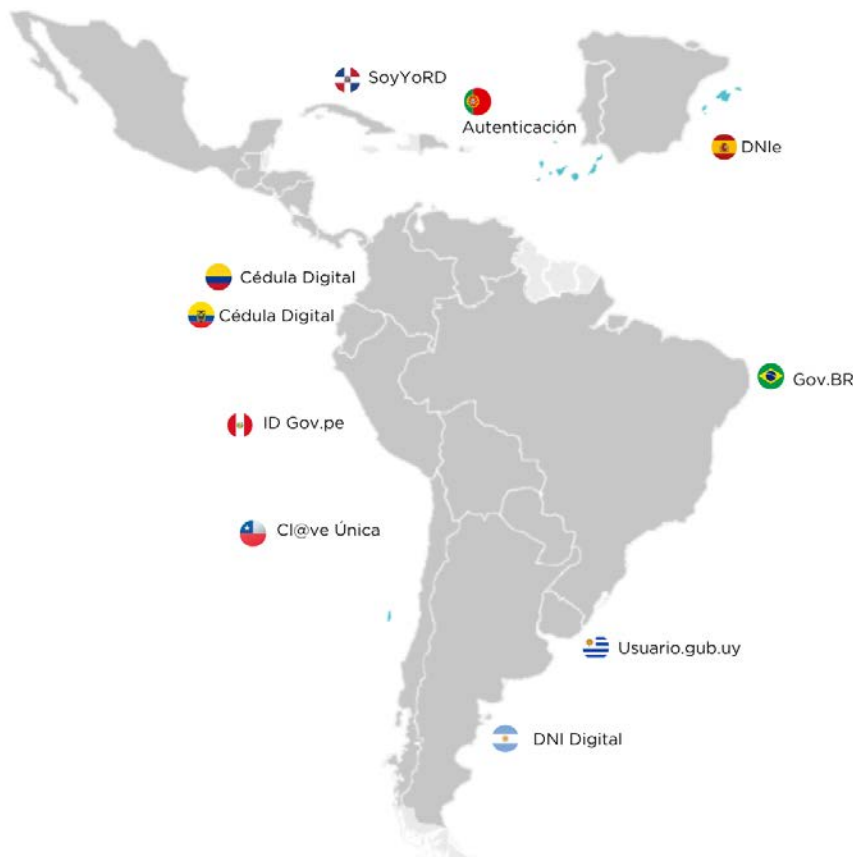 SoyYoRD
Autenticación
DNIe
Cédula Digital
Cédula Digital
Gov.BR
ID Gov.pe
Cl@ve Única
Usuario.gub.uy
DNI Digital